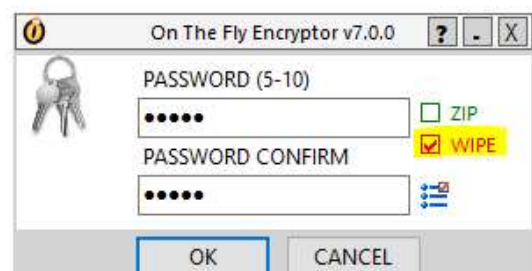 On The Fly Encryptor v7.0.0 ? - X
PASSWORD (5-10)
●●●●● ZIP
WIPE
PASSWORD CONFIRM
●●●●●
OK CANCEL